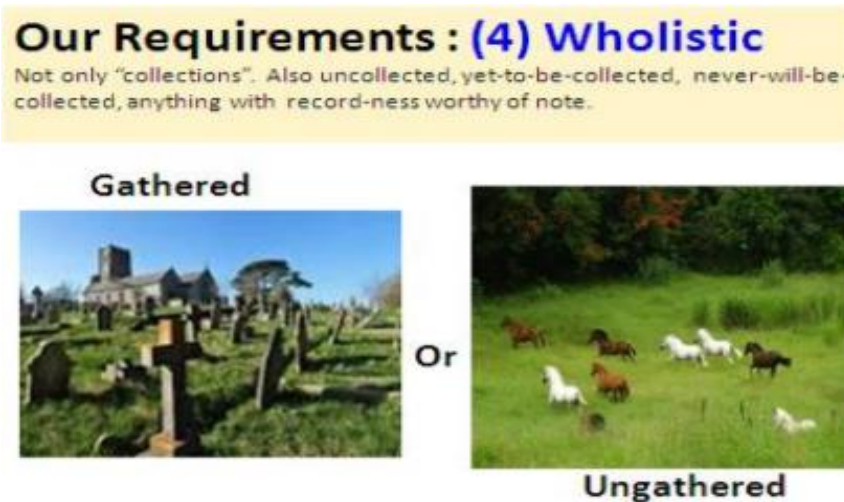 Our Requirements : (4) Wholistic
Not only “collections”. Also uncollected, yet-to-be-collected, never-will-be-
collected, anything with record-ness worthy of note.
Gathered
Or
Ungathered